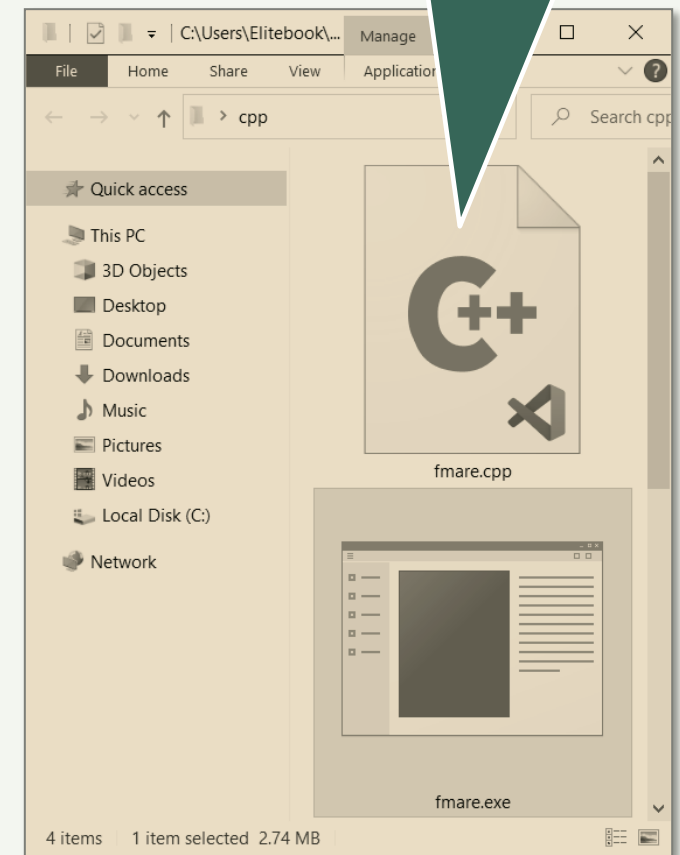 C:\Users\Elitebook\...
Manage
File
Home
Share
View
Application
cpp
Search cpp
Quick access
This PC
3D Objects
Desktop
Documents
Downloads
Music
Pictures
Videos
Local Disk (C:)
Network
C++
fmare.cpp
fmare.exe
4 items
1 item selected 2.74 MB